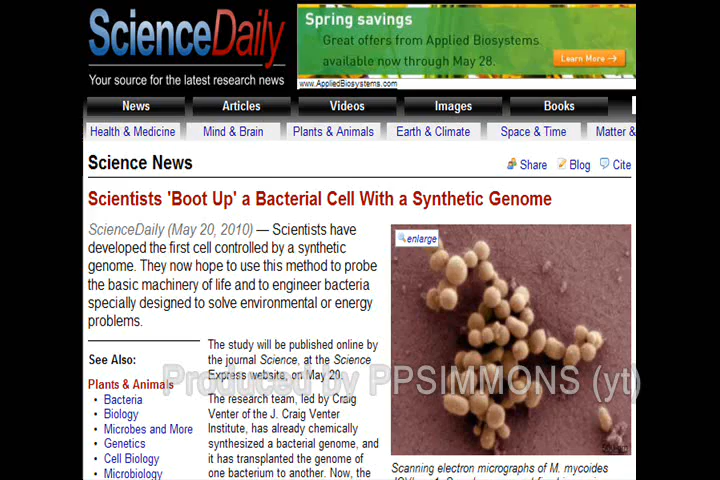 ScienceDaily
Your source for the latest research news
Spring savings
Great offers from Applied Biosystems
available now through May 28.
Learn More →
www.AppliedBiosystems.com
News Articles Videos Images Books
Health & Medicine Mind & Brain Plants & Animals Earth & Climate Space & Time Matter &
Science News
Share Blog Cite
Scientists 'Boot Up' a Bacterial Cell With a Synthetic Genome
ScienceDaily (May 20, 2010) — Scientists have
developed the first cell controlled by a synthetic
genome. They now hope to use this method to probe
the basic machinery of life and to engineer bacteria
specially designed to solve environmental or energy
problems.
enlarge
See Also:
Plants & Animals
• Bacteria
• Biology
• Microbes and More
• Genetics
• Cell Biology
• Microbiology
The study will be published online by
the journal Science, at the Science
Express website, on May 20.
The research team, led by Craig
Venter of the J. Craig Venter
Institute, has already chemically
synthesized a bacterial genome, and
it has transplanted the genome of
one bacterium to another. Now, the
Produced by PPSIMMONS (yt)
Scanning electron micrographs of M. mycoides